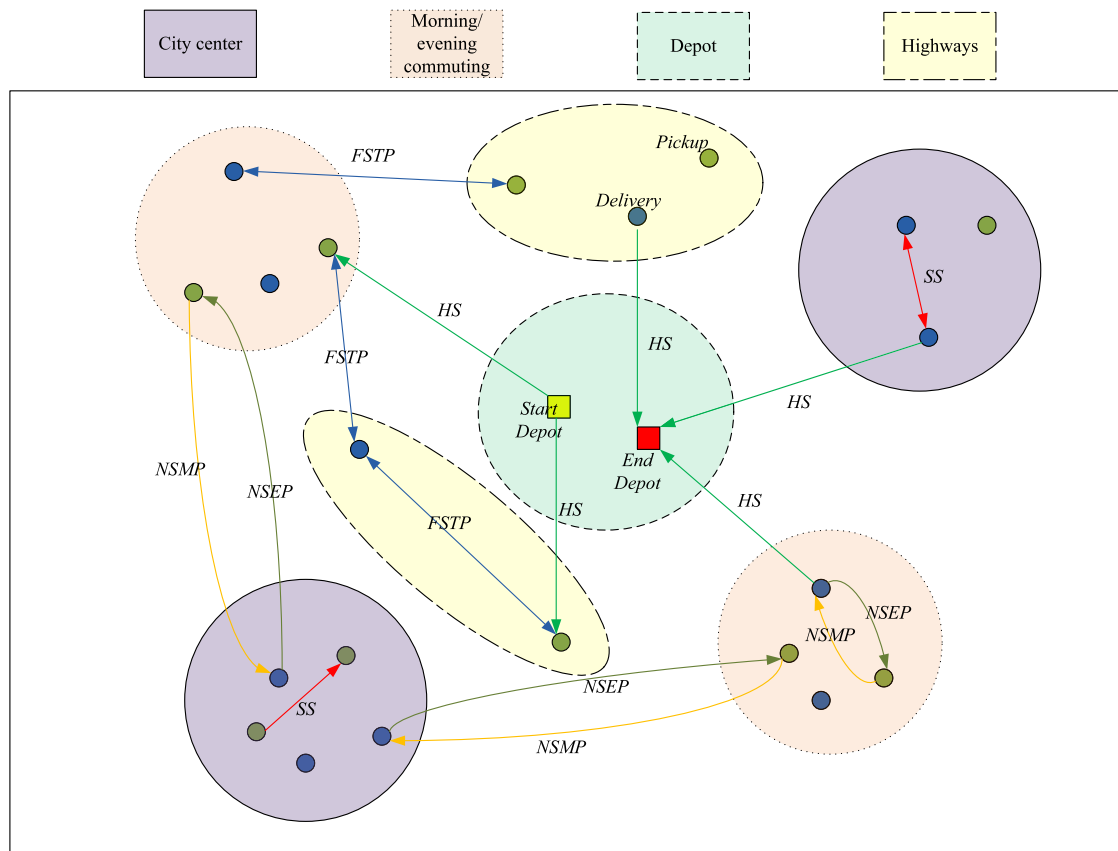 City center
Morning/
evening
commuting
Depot
Highways
FSTP
Pickup
Delivery
SS
HS
HS
FSTP
HS
Start
Depot
End
Depot
NSMP
NSEP
HS
FSTP
HS
NSEP
NSMP
NSEP
SS
NSMP